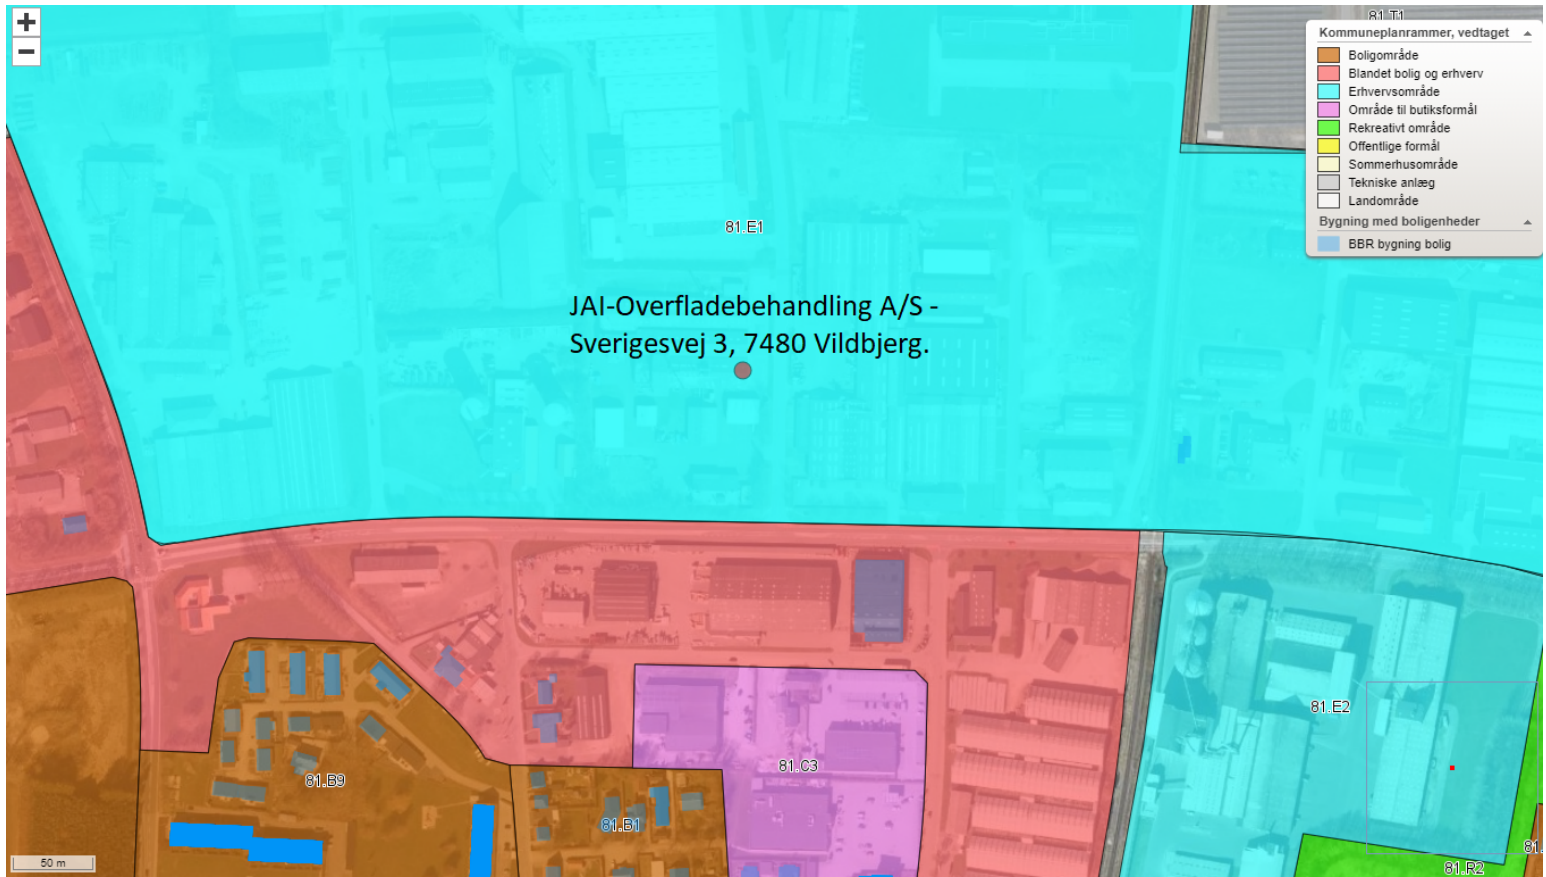 +
−
81.T1
Kommuneplanrammer, vedtaget
Boligområde
Blandet bolig og erhverv
Erhvervsområde
Område til butiksformål
Rekreativt område
Offentlige formål
Sommerhusområde
Tekniske anlæg
Landområde
Bygning med boligenheder
BBR bygning bolig
81.E1
JAI-Overfladebehandling A/S -
Sverigesvej 3, 7480 Vildbjerg.
81.E2
81.C3
81.B9
81.B1
81.
50 m
81.R2